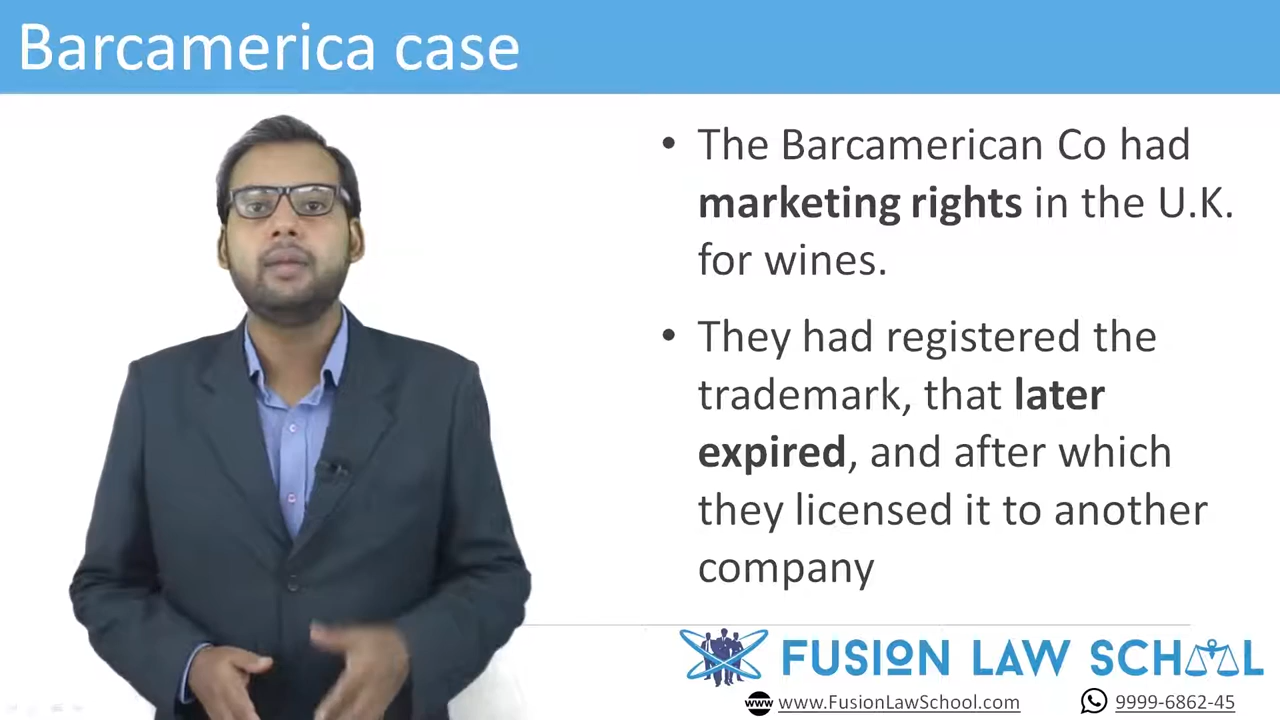 Barcamerica case
• The Barcamerican Co had
marketing rights in the U.K.
for wines.
• They had registered the
trademark, that later
expired, and after which
they licensed it to another
company
FUSION LAW SCHOOL
www www.FusionLawSchool.com 9999-6862-45